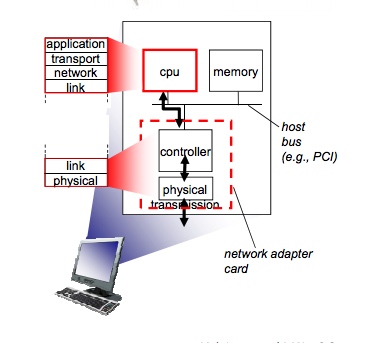 application
transport
network
link
cpu
memory
host
bus
(e.g., PCI)
controller
link
physical
physical
transmission
network adapter
card